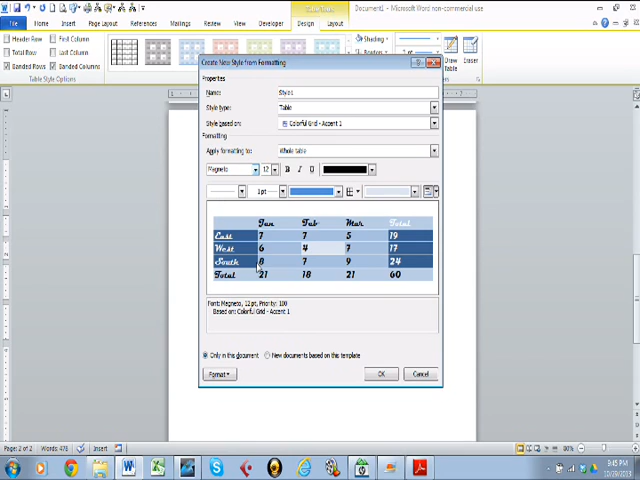 Document1 - Microsoft Word non-commercial use
File
Home
Insert
Page Layout
References
Mailings
Review
View
Developer
Design
Layout
Header Row
First Column
Total Row
Last Column
Banded Rows
Banded Columns
Table Style Options
Shading
Borders
Draw Table
Eraser
Create New Style from Formatting
Properties
Name: Style1
Style type: Table
Style based on: Colorful Grid - Accent 1
Formatting
Apply formatting to: Whole table
Magneto 12 B I U
1 pt
Jan Feb Mar Total
East 7 7 5 19
West 6 4 7 17
South 8 7 9 24
Total 21 18 21 60
Font: Magneto, 12 pt, Priority: 100
Based on: Colorful Grid - Accent 1
Only in this document
New documents based on this template
Format
OK
Cancel
Page: 2 of 2
Words: 478
Insert
80%
9:45 PM
10/29/2013